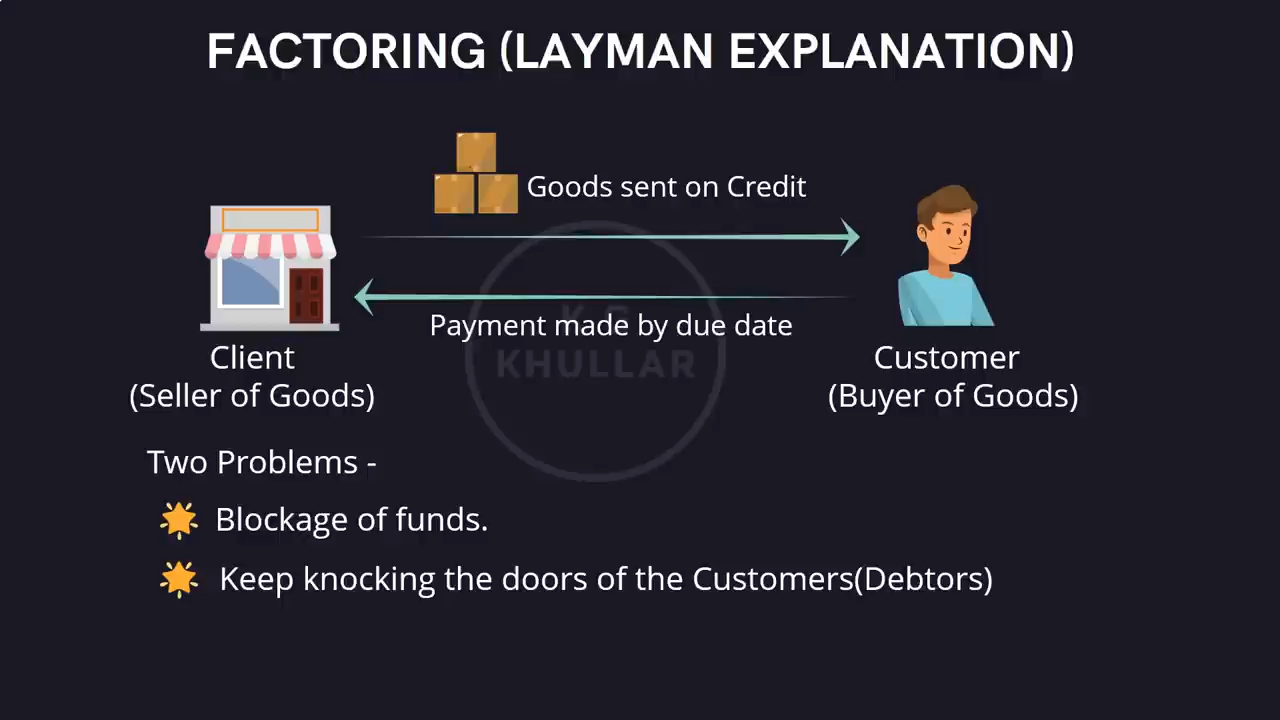 FACTORING (LAYMAN EXPLANATION)
Goods sent on Credit
Payment made by due date
KHULLAR
Client
(Seller of Goods)
Customer
(Buyer of Goods)
Two Problems -
Blockage of funds.
Keep knocking the doors of the Customers(Debtors)